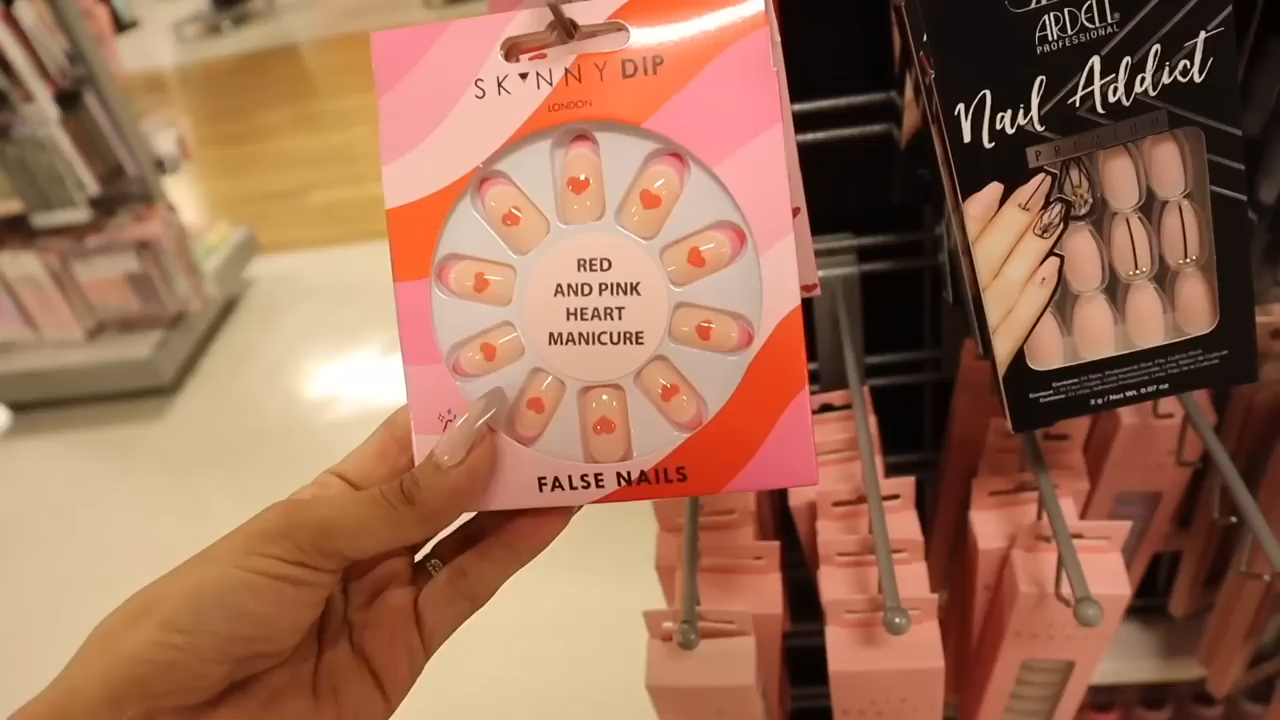 SKINNY DIP
LONDON
RED
AND PINK
HEART
MANICURE
FALSE NAILS
ARDELL
PROFESSIONAL
Nail Addict
PREMIUM
2 g / Net Wt. 0.07 oz